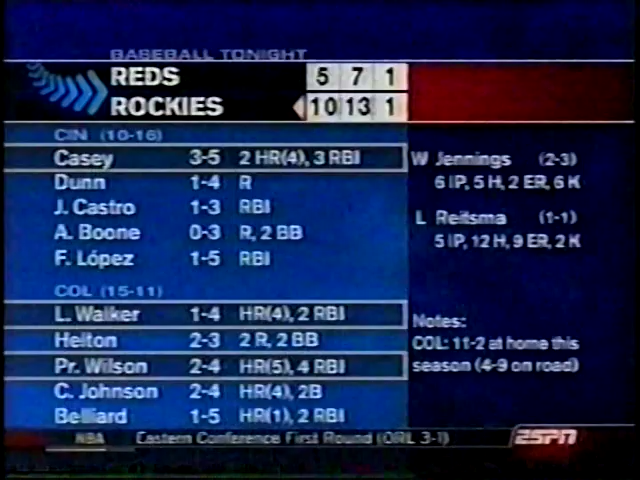 BASEBALL TONIGHT
REDS 5 7 1
ROCKIES 10 13 1
CIN (10-16)
Casey 3-5 2 HR(4), 3 RBI
Dunn 1-4 R
J. Castro 1-3 RBI
A. Boone 0-3 R, 2 BB
F. López 1-5 RBI
COL (15-11)
L. Walker 1-4 HR(4), 2 RBI
Helton 2-3 2 R, 2 BB
Pr. Wilson 2-4 HR(5), 4 RBI
C. Johnson 2-4 HR(4), 2B
Belliard 1-5 HR(1), 2 RBI
W Jennings (2-3)
6 IP, 5 H, 2 ER, 6 K
L Reitsma (1-1)
5 IP, 12 H, 9 ER, 2 K
Notes:
COL: 11-2 at home this
season (4-9 on road)
NBA Eastern Conference First Round (ORL 3-1) ESPN